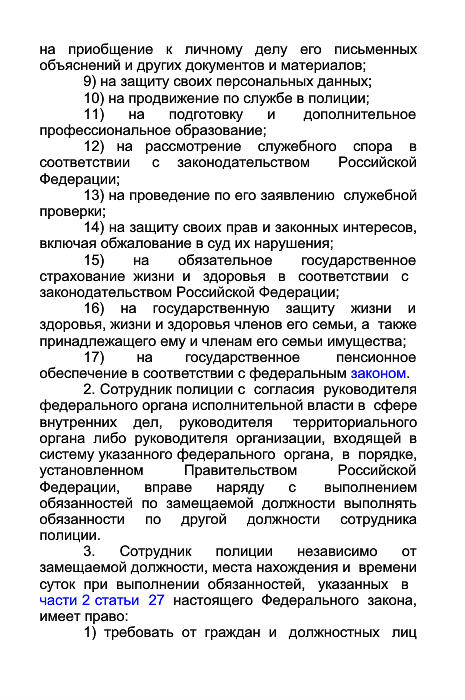 на приобщение к личному делу его письменных
объяснений и других документов и материалов;
9) на защиту своих персональных данных;
10) на продвижение по службе в полиции;
11) на подготовку и дополнительное
профессиональное образование;
12) на рассмотрение служебного спора в
соответствии с законодательством Российской
Федерации;
13) на проведение по его заявлению служебной
проверки;
14) на защиту своих прав и законных интересов,
включая обжалование в суд их нарушения;
15) на обязательное государственное
страхование жизни и здоровья в соответствии с
законодательством Российской Федерации;
16) на государственную защиту жизни и
здоровья, жизни и здоровья членов его семьи, а также
принадлежащего ему и членам его семьи имущества;
17) на государственное пенсионное
обеспечение в соответствии с федеральным законом.
2. Сотрудник полиции с согласия руководителя
федерального органа исполнительной власти в сфере
внутренних дел, руководителя территориального
органа либо руководителя организации, входящей в
систему указанного федерального органа, в порядке,
установленном Правительством Российской
Федерации, вправе наряду с выполнением
обязанностей по замещаемой должности выполнять
обязанности по другой должности сотрудника
полиции.
3. Сотрудник полиции независимо от
замещаемой должности, места нахождения и времени
суток при выполнении обязанностей, указанных в
части 2 статьи 27 настоящего Федерального закона,
имеет право:
1) требовать от граждан и должностных лиц